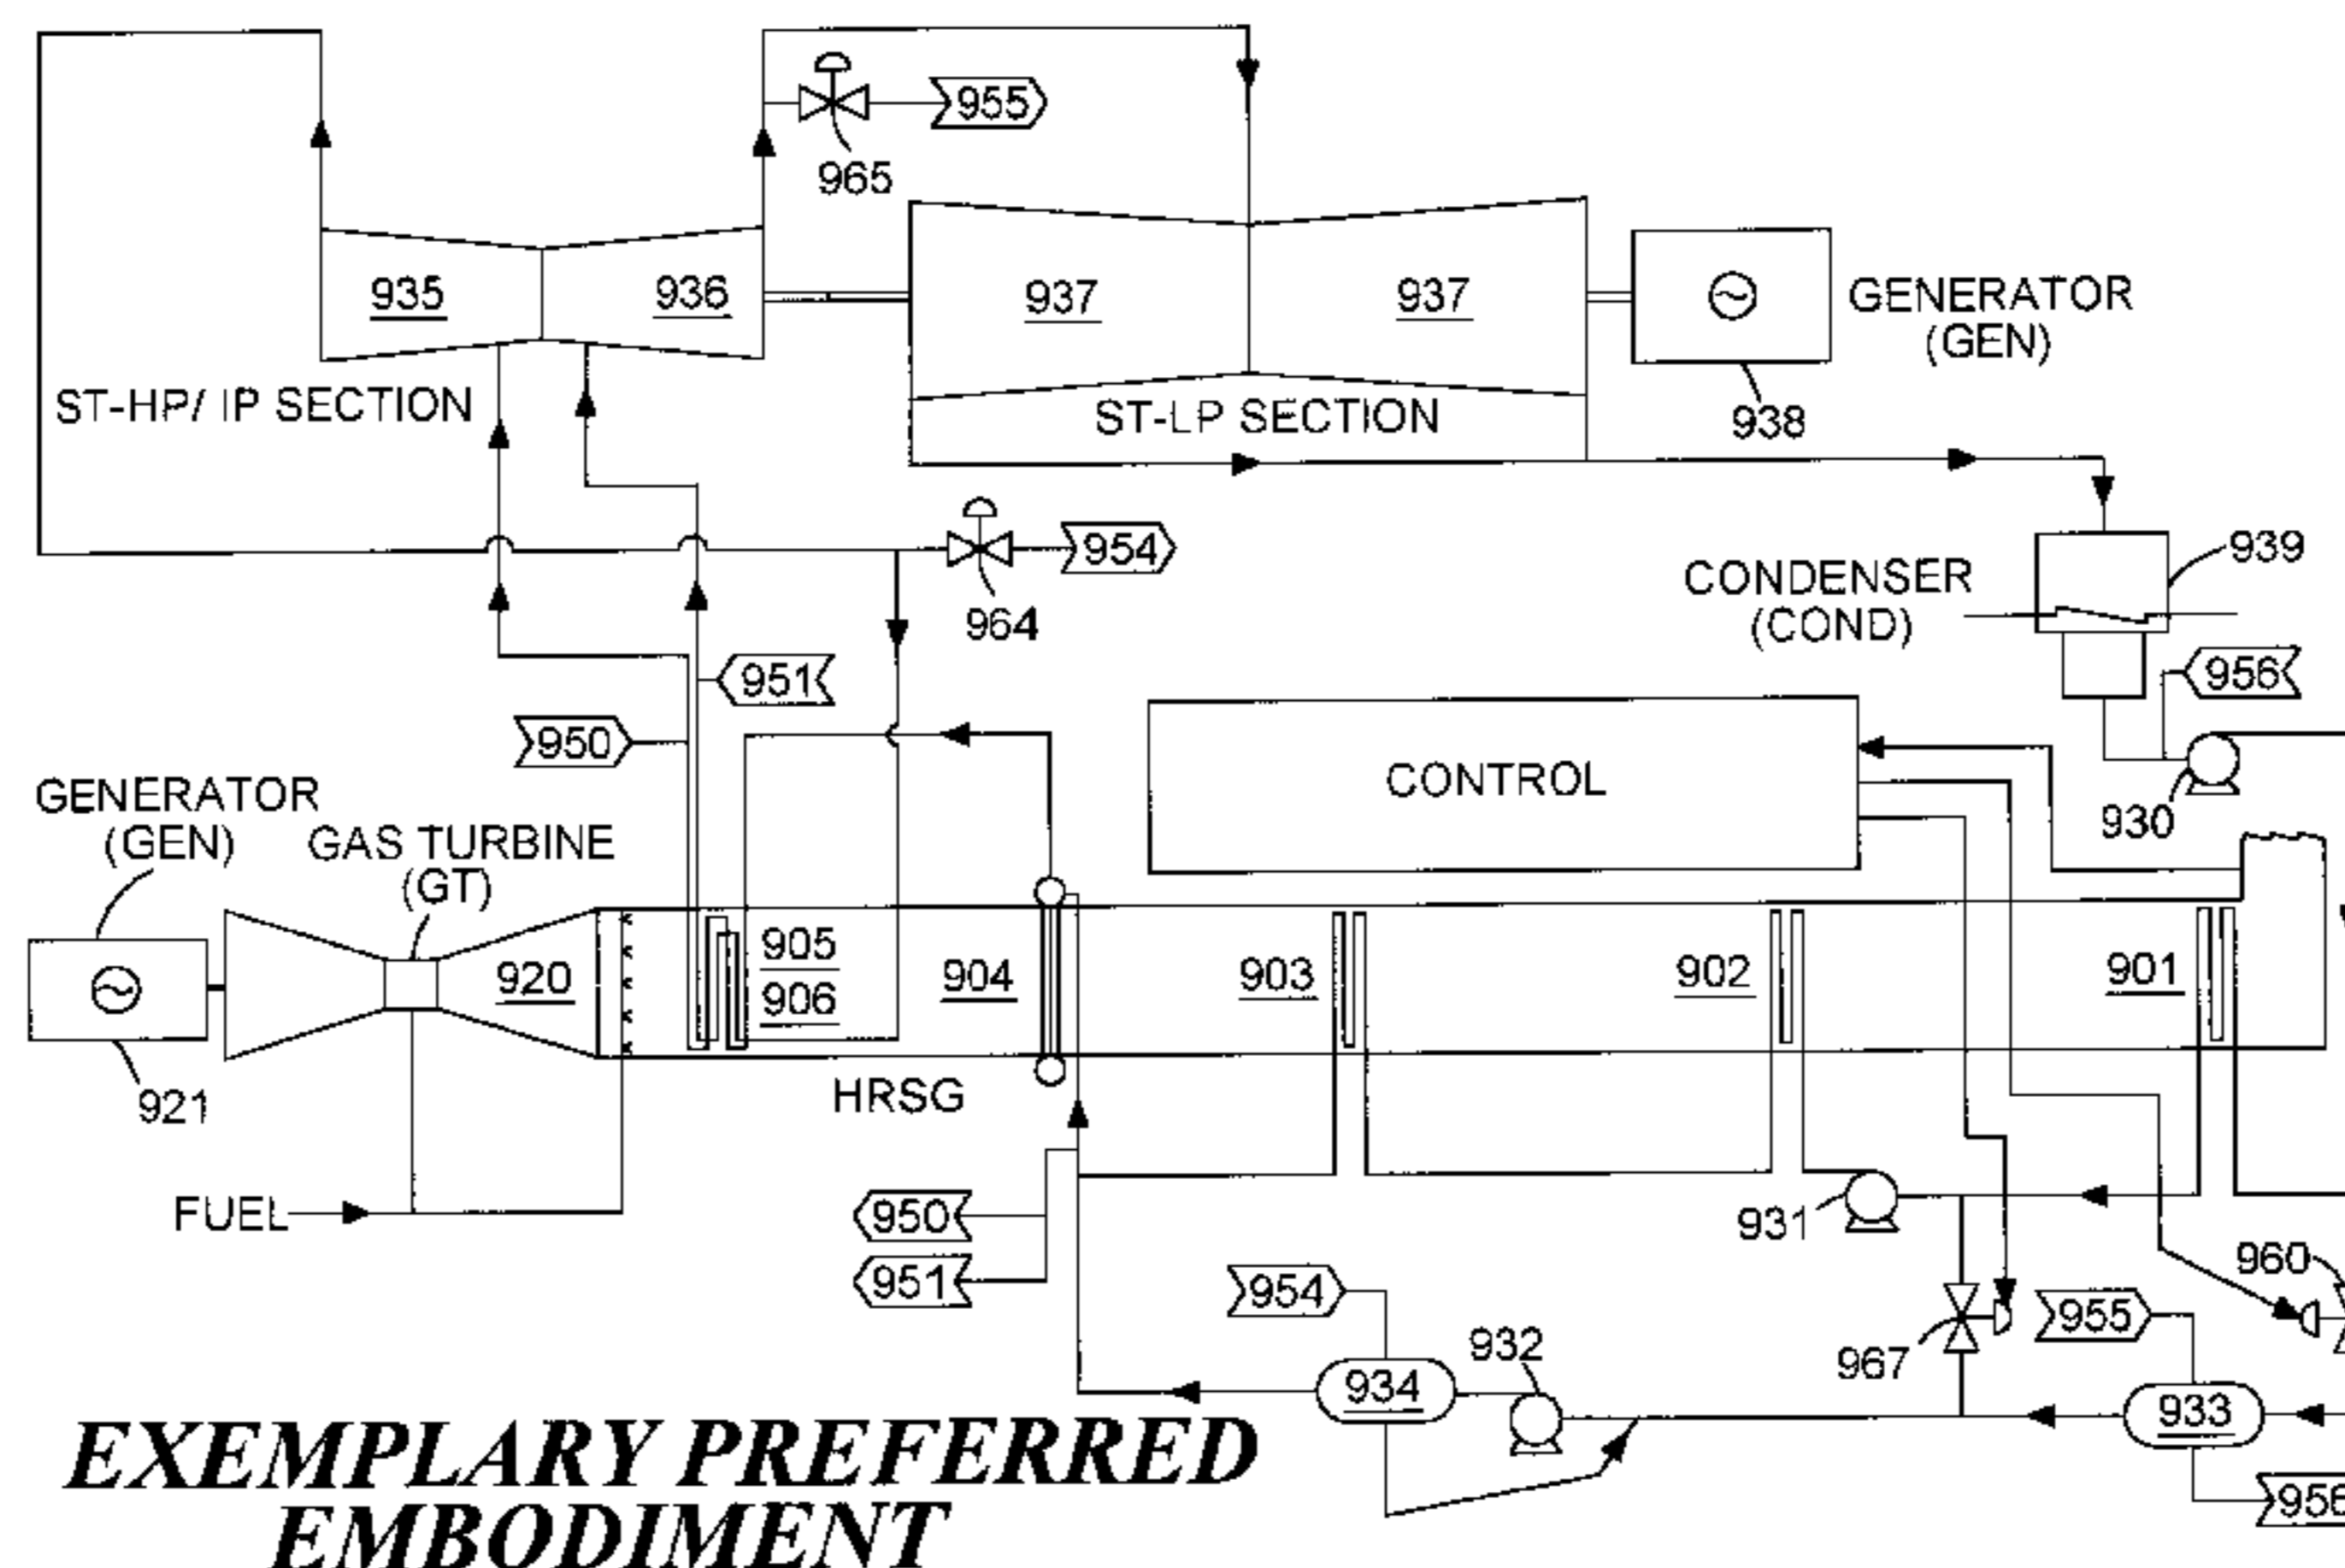 955
965
935
936
937
937
GENERATOR
(GEN)
938
ST-HP/ IP SECTION
ST-LP SECTION
954
964
939
CONDENSER
(COND)
951
956
950
CONTROL
930
GENERATOR
(GEN)
GAS TURBINE
(GT)
920
905
906
904
903
902
901
921
HRSG
FUEL
950
951
931
960
954
932
955
967
934
933
956
EXEMPLARY PREFERRED
EMBODIMENT